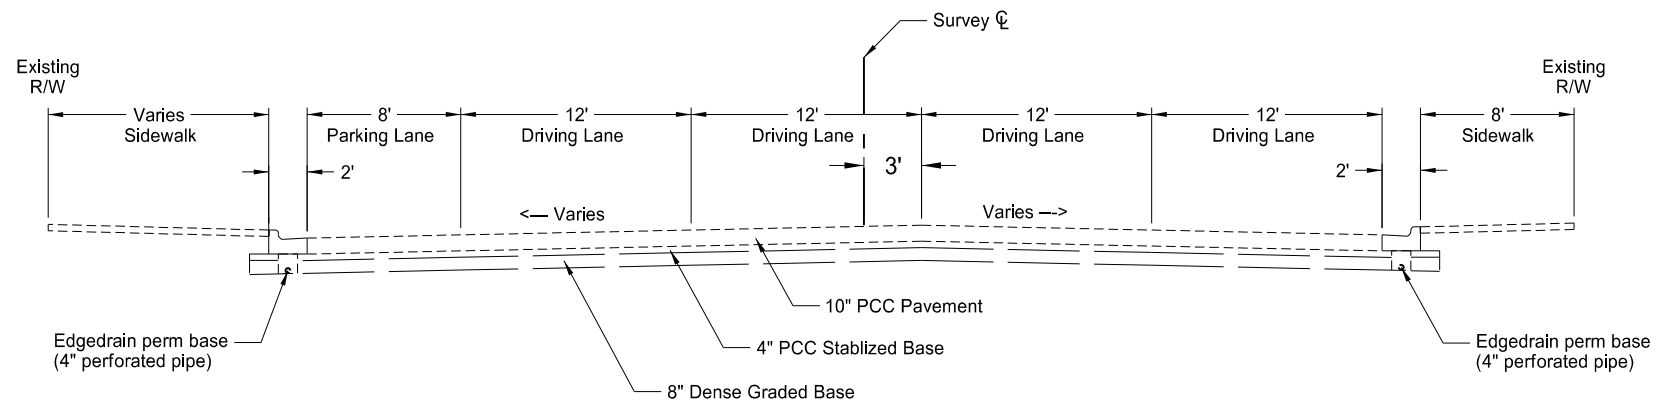 Survey ℄
Existing
R/W
Existing
R/W
Varies
Sidewalk
8'
Parking Lane
12'
Driving Lane
12'
Driving Lane
12'
Driving Lane
12'
Driving Lane
8'
Sidewalk
2'
3'
2'
<— Varies
Varies —>
10" PCC Pavement
Edgedrain perm base
(4" perforated pipe)
4" PCC Stablized Base
Edgedrain perm base
(4" perforated pipe)
8" Dense Graded Base